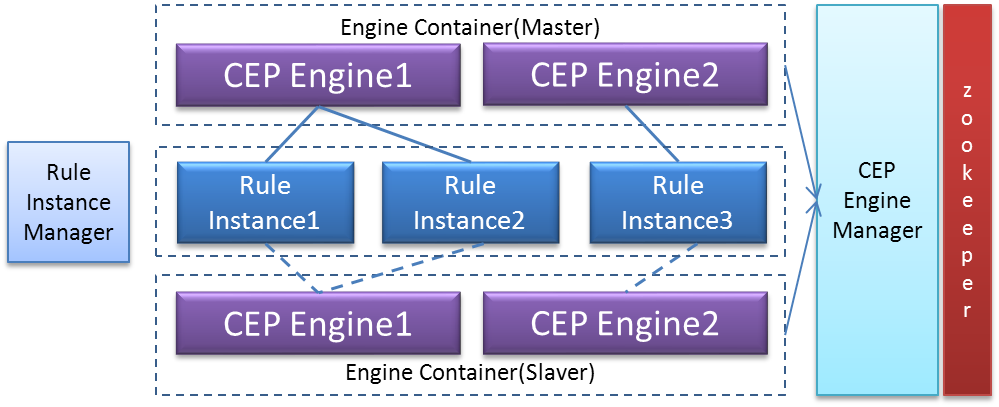 Engine Container(Master)
CEP Engine1
CEP Engine2
Rule
Instance
Manager
Rule
Instance1
Rule
Instance2
Rule
Instance3
CEP Engine1
CEP Engine2
Engine Container(Slaver)
CEP
Engine
Manager
zookeeper